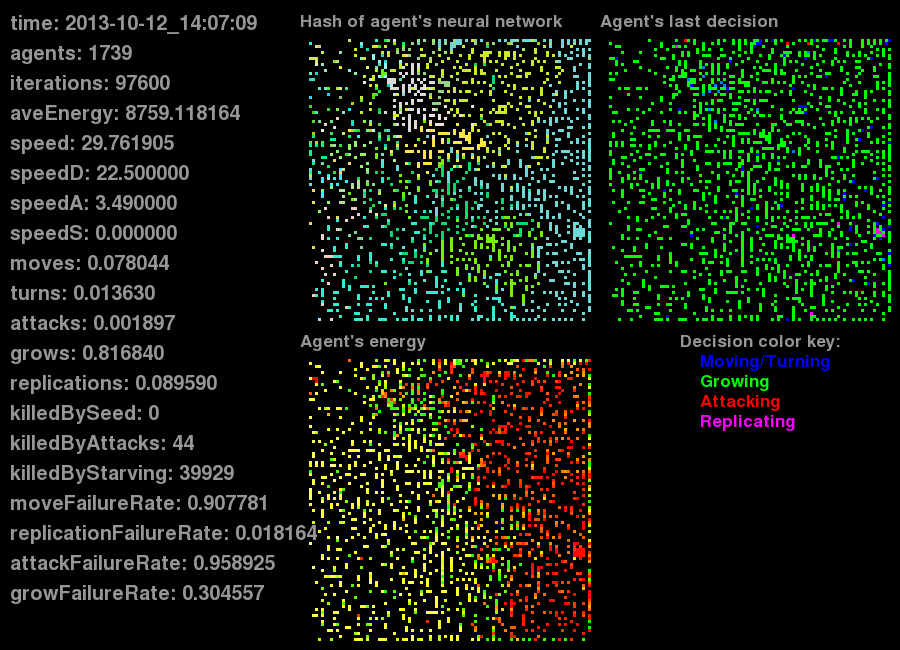 time: 2013-10-12_14:07:09
agents: 1739
iterations: 97600
aveEnergy: 8759.118164
speed: 29.761905
speedD: 22.500000
speedA: 3.490000
speedS: 0.000000
moves: 0.078044
turns: 0.013630
attacks: 0.001897
grows: 0.816840
replications: 0.089590
killedBySeed: 0
killedByAttacks: 44
killedByStarving: 39929
moveFailureRate: 0.907781
replicationFailureRate: 0.018164
attackFailureRate: 0.958925
growFailureRate: 0.304557
Hash of agent's neural network
Agent's last decision
Agent's energy
Decision color key:
Moving/Turning
Growing
Attacking
Replicating